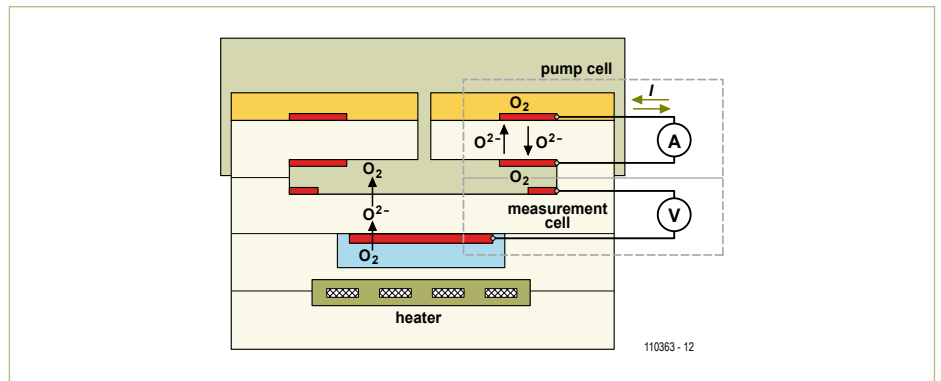 pump cell
I
O₂
O²⁻ O²⁻
A
O₂ O₂
O²⁻
measurement
cell
V
O₂
heater
110363 - 12